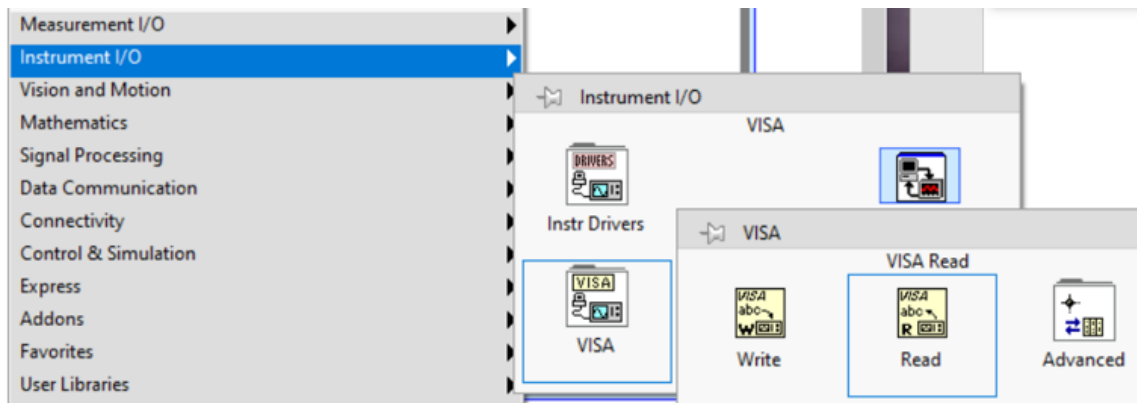 Measurement I/O
Instrument I/O
Vision and Motion
Mathematics
Signal Processing
Data Communication
Connectivity
Control & Simulation
Express
Addons
Favorites
User Libraries
Instrument I/O
VISA
DRIVERS
Instr Drivers
VISA
VISA
VISA
VISA Read
VISA
abc
W
Write
VISA
abc
R
Read
Advanced